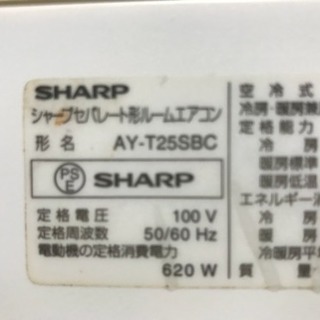 SHARP
シャープセパレート形ルームエアコン
形 名 AY-T25SBC
PS E SHARP
定格電圧 100 V
定格周波数 50/60 Hz
電動機の定格消費電力
620 W
空 冷 式
冷房・暖房兼
定格能力
冷 房
暖房標準
暖房低温
エネルギー消
冷 房
暖 房
冷暖房平
質 量